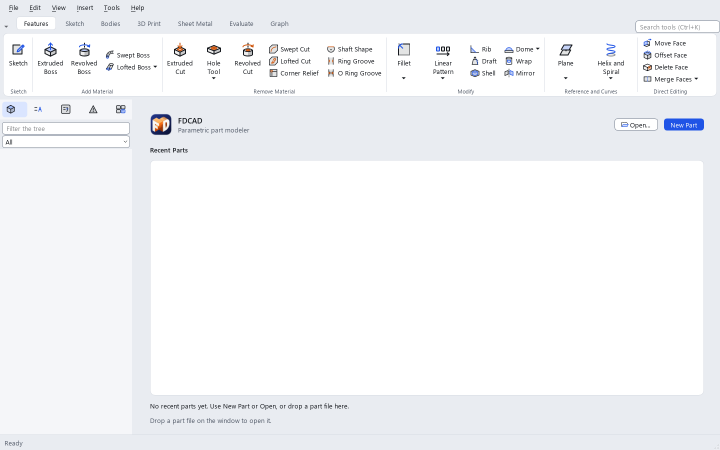 File Edit View Insert Tools Help
Features Sketch Bodies 3D Print Sheet Metal Evaluate Graph
Search tools (Ctrl+K)
Sketch
Extruded Boss
Revolved Boss
Swept Boss
Lofted Boss
Extruded Cut
Hole Tool
Revolved Cut
Swept Cut
Lofted Cut
Corner Relief
Shaft Shape
Ring Groove
O Ring Groove
Fillet
Linear Pattern
Rib
Draft
Shell
Dome
Wrap
Mirror
Plane
Helix and Spiral
Move Face
Offset Face
Delete Face
Merge Faces
Sketch Add Material Remove Material Modify Reference and Curves Direct Editing
Filter the tree
All
FDCAD
Parametric part modeler
Open...
New Part
Recent Parts
No recent parts yet. Use New Part or Open, or drop a part file here.
Drop a part file on the window to open it.
Ready